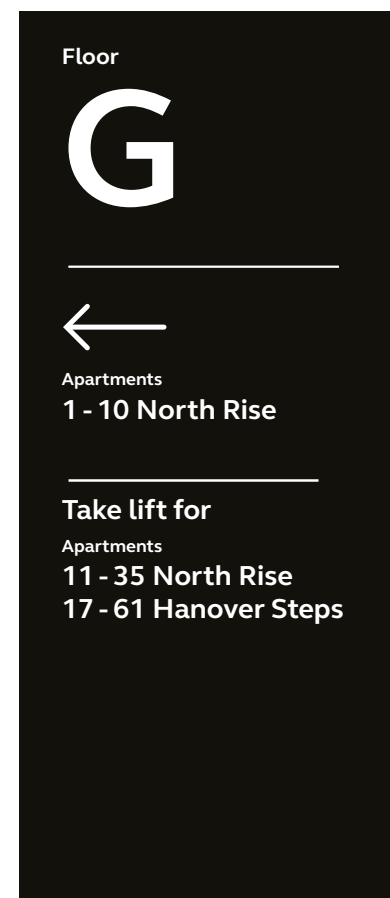 Floor
G
Apartments
1 - 10 North Rise
Take lift for
Apartments
11 - 35 North Rise
17 - 61 Hanover Steps